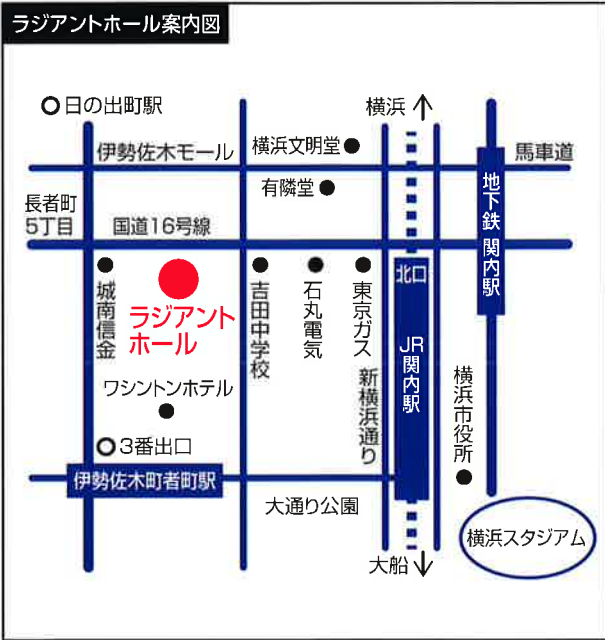 ラジアントホール案内図
日の出町駅
横浜
伊勢佐木モール
横浜文明堂
馬車道
有隣堂
長者町
5丁目
国道16号線
地下鉄 関内駅
城南信金
ラジアント
ホール
吉田中学校
石丸電気
東京ガス
北口
JR
関内駅
新横浜通り
横浜市役所
ワシントンホテル
3番出口
伊勢佐木町者町駅
大通り公園
横浜スタジアム
大船